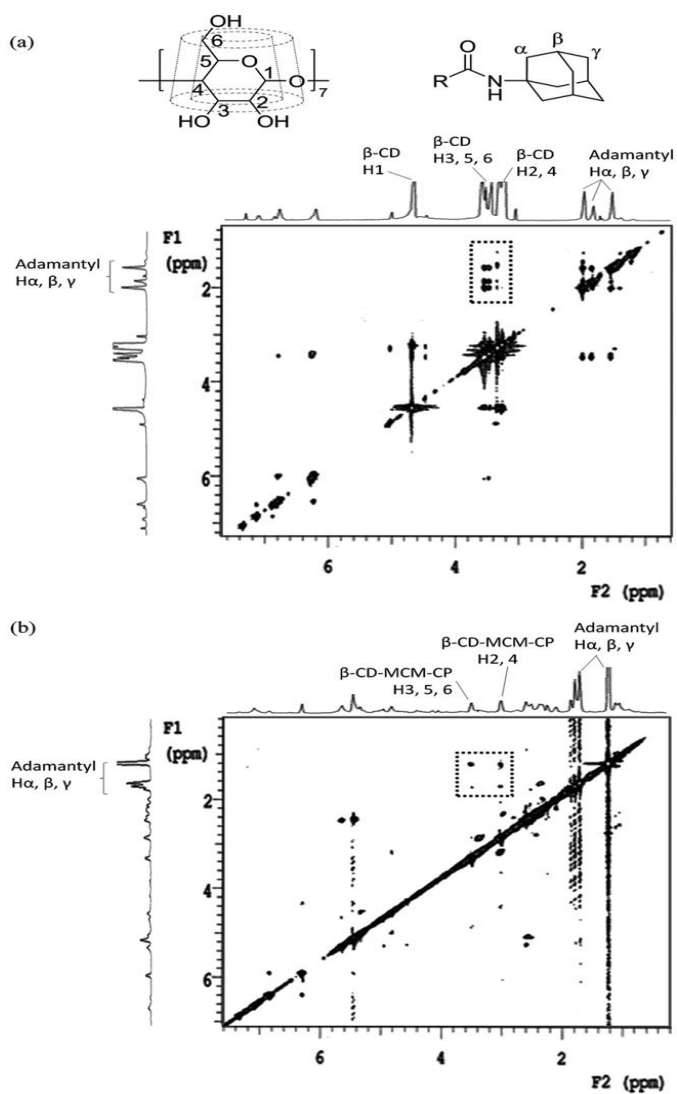 (a)
OH
6
5
O
4
1
O
7
3
2
HO
OH
O
R
N
H
α
β
γ
β-CD
H1
β-CD
H3, 5, 6
β-CD
H2, 4
Adamantyl
Hα, β, γ
F1
(ppm)
Adamantyl
Hα, β, γ
2
4
6
6
4
2
F2 (ppm)
(b)
β-CD-MCM-CP
H3, 5, 6
β-CD-MCM-CP
H2, 4
Adamantyl
Hα, β, γ
F1
(ppm)
Adamantyl
Hα, β, γ
2
4
6
6
4
2
F2 (ppm)